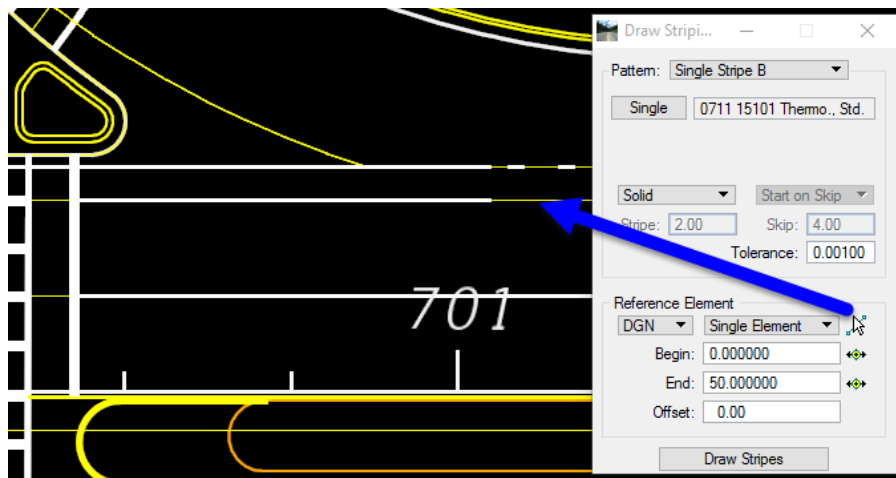 Draw Stripi...
Pattern: Single Stripe B
Single 0711 15101 Thermo., Std.
Solid Start on Skip
Stripe: 2.00 Skip: 4.00
Tolerance: 0.00100
Reference Element
DGN Single Element
Begin: 0.000000
End: 50.000000
Offset: 0.00
Draw Stripes
701